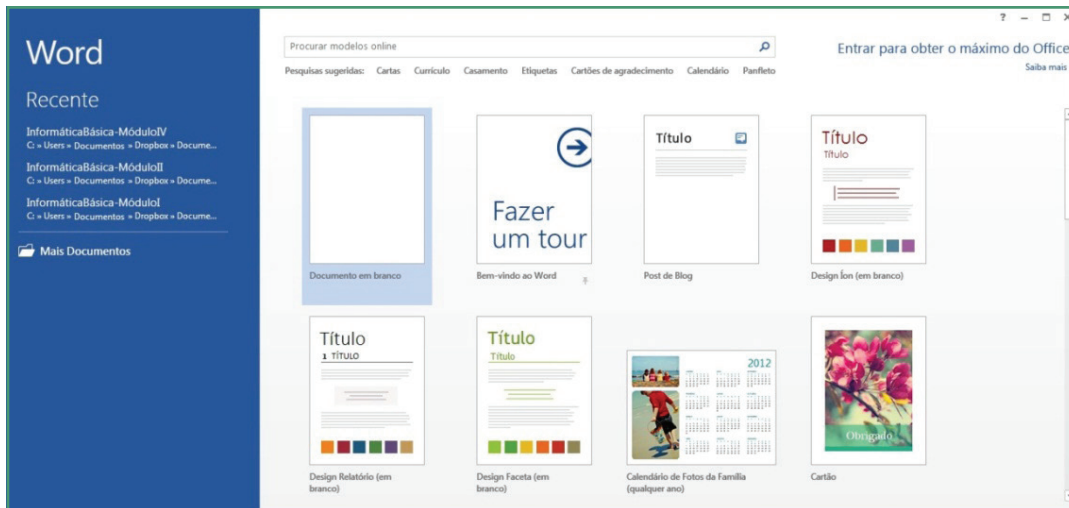 Word
Recente
InformáticaBásica-MóduloIV
C: » Users » Documentos » Dropbox » Docume...
InformáticaBásica-MóduloII
C: » Users » Documentos » Dropbox » Docume...
InformáticaBásica-MóduloI
C: » Users » Documentos » Dropbox » Docume...
Mais Documentos
?
Procurar modelos online
Entrar para obter o máximo do Office
Saiba mais
Pesquisas sugeridas: Cartas Currículo Casamento Etiquetas Cartões de agradecimento Calendário Panfleto
Fazer
um tour
Título
Título
Título
Documento em branco
Bem-vindo ao Word
Post de Blog
Design Íon (em branco)
Título
1 TÍTULO
Título
Título
2012
Obrigado
Design Relatório (em
branco)
Design Faceta (em
branco)
Calendário de Fotos da Família
(qualquer ano)
Cartão